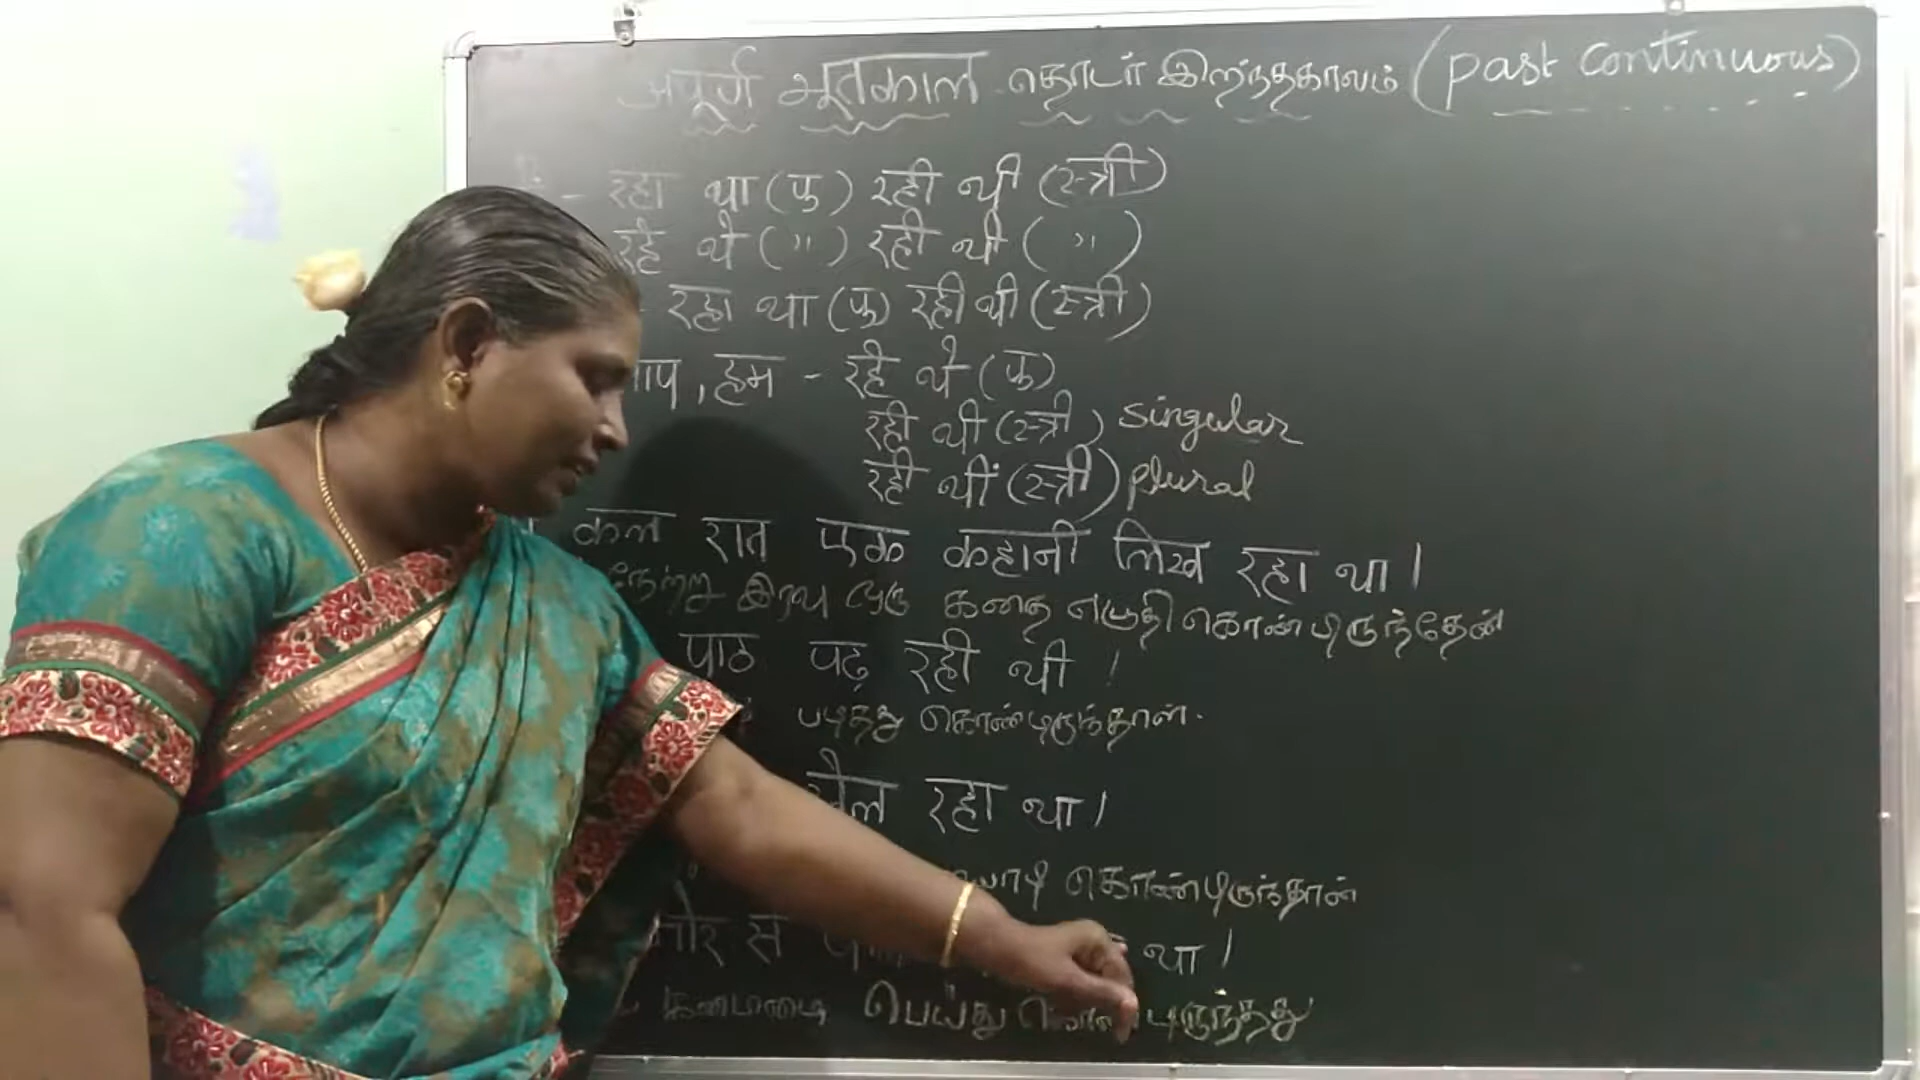 अपूर्ण भूतकाल தொடர் இறந்தகாலம் (past continuous)
- रहा था (पु) रही थी (स्त्री)
रहे थे ( " ) रही थी ( " )
- रहा था (पु) रही थी (स्त्री)
आप, हम - रहे थे (पु)
रही थी (स्त्री) singular
रही थीं (स्त्री) plural
कल रात एक कहानी लिख रहा था।
நேற்று இரவு ஒரு கதை எழுதி கொண்டிருந்தேன்
पाठ पढ़ रही थी।
படித்து கொண்டிருந்தாள்.
खेल रहा था।
கொண்டிருந்தான்
था।
கனமழை பெய்து